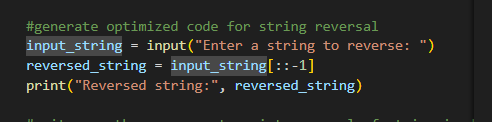 #generate optimized code for string reversal
input_string = input("Enter a string to reverse: ")
reversed_string = input_string[::-1]
print("Reversed string:", reversed_string)